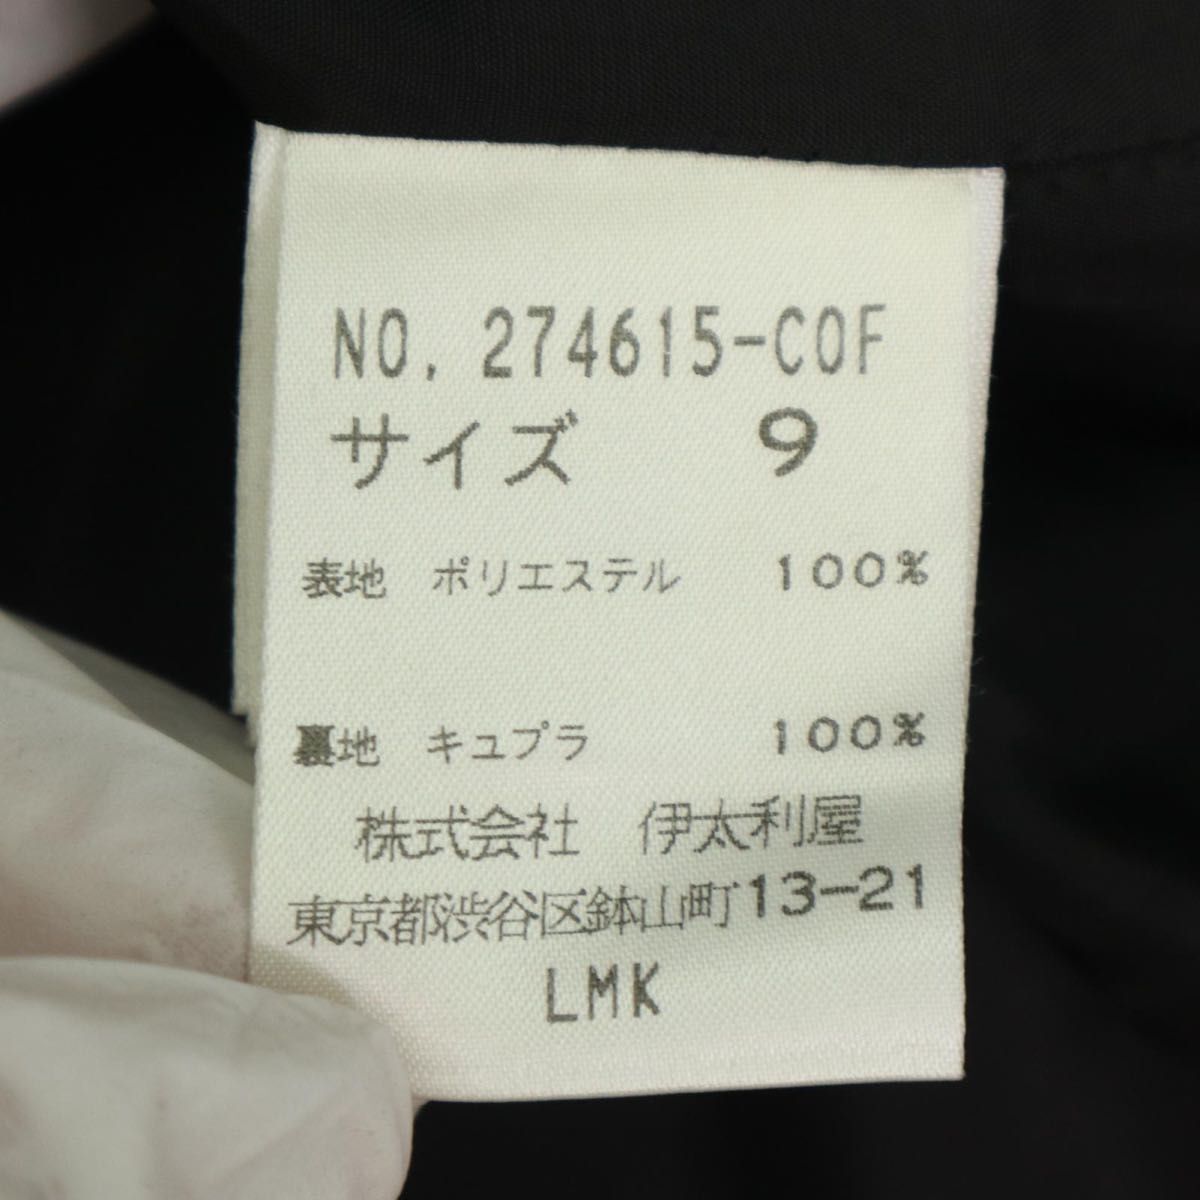 NO. 274615-COF
サイズ 9
表地 ポリエステル 100%
裏地 キュプラ 100%
株式会社 伊太利屋
東京都渋谷区鉢山町13-21
LMK